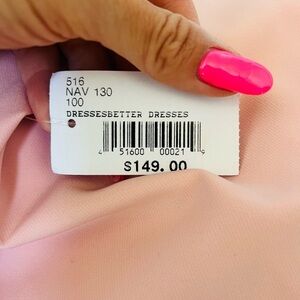 516
NAV 130
100
DRESSESBETTER DRESSES
4 51600 00021 9
$149.00